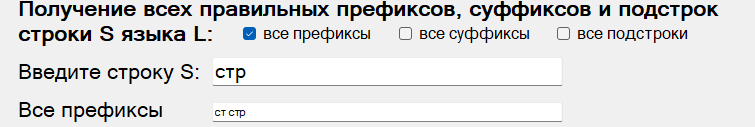 Получение всех правильных префиксов, суффиксов и подстрок
строки S языка L: все префиксы все суффиксы все подстроки
Введите строку S: стр
Все префиксы ст стр